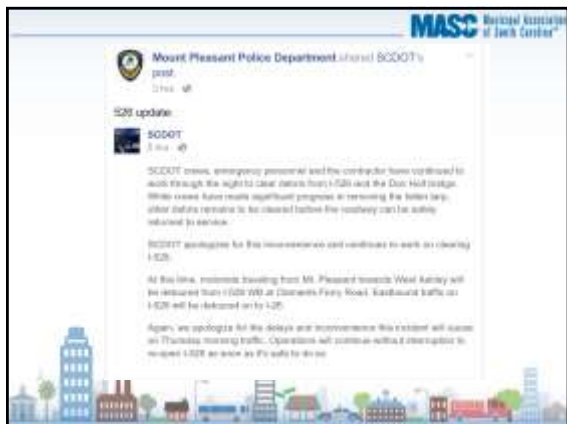 MASC Municipal Association
of South Carolina
Mount Pleasant Police Department shared SCDOT's
post.
3 hrs
526 update:
SCDOT
3 hrs
SCDOT crews, emergency personnel and the contractor have continued to
work through the night to clear debris from I-526 and the Don Holt bridge.
While crews have made significant progress in removing the fallen
other debris remains to be cleared before the roadway can be safely
returned to service.
SCDOT apologizes for this inconvenience and continues to work on clearing
I-526.
At this time, motorists traveling from Mt. Pleasant towards West Ashley will
be detoured from I-526 WB at Clements Ferry Road. Eastbound traffic on
I-526 will be detoured on to I-26.
Again, we apologize for the delays and inconvenience this incident will cause
on Thursday morning traffic. Operations will continue without interruption to
re-open I-526 as soon as it's safe to do so.